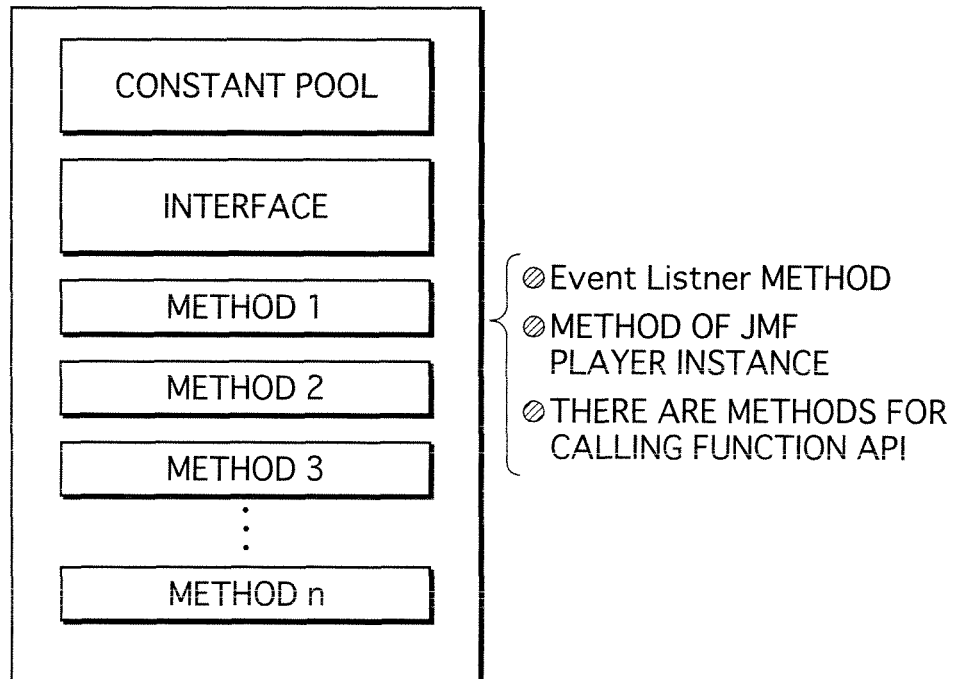 CONSTANT POOL
INTERFACE
METHOD 1
METHOD 2
METHOD 3
METHOD n
Event Listner METHOD
METHOD OF JMF
PLAYER INSTANCE
THERE ARE METHODS FOR
CALLING FUNCTION API